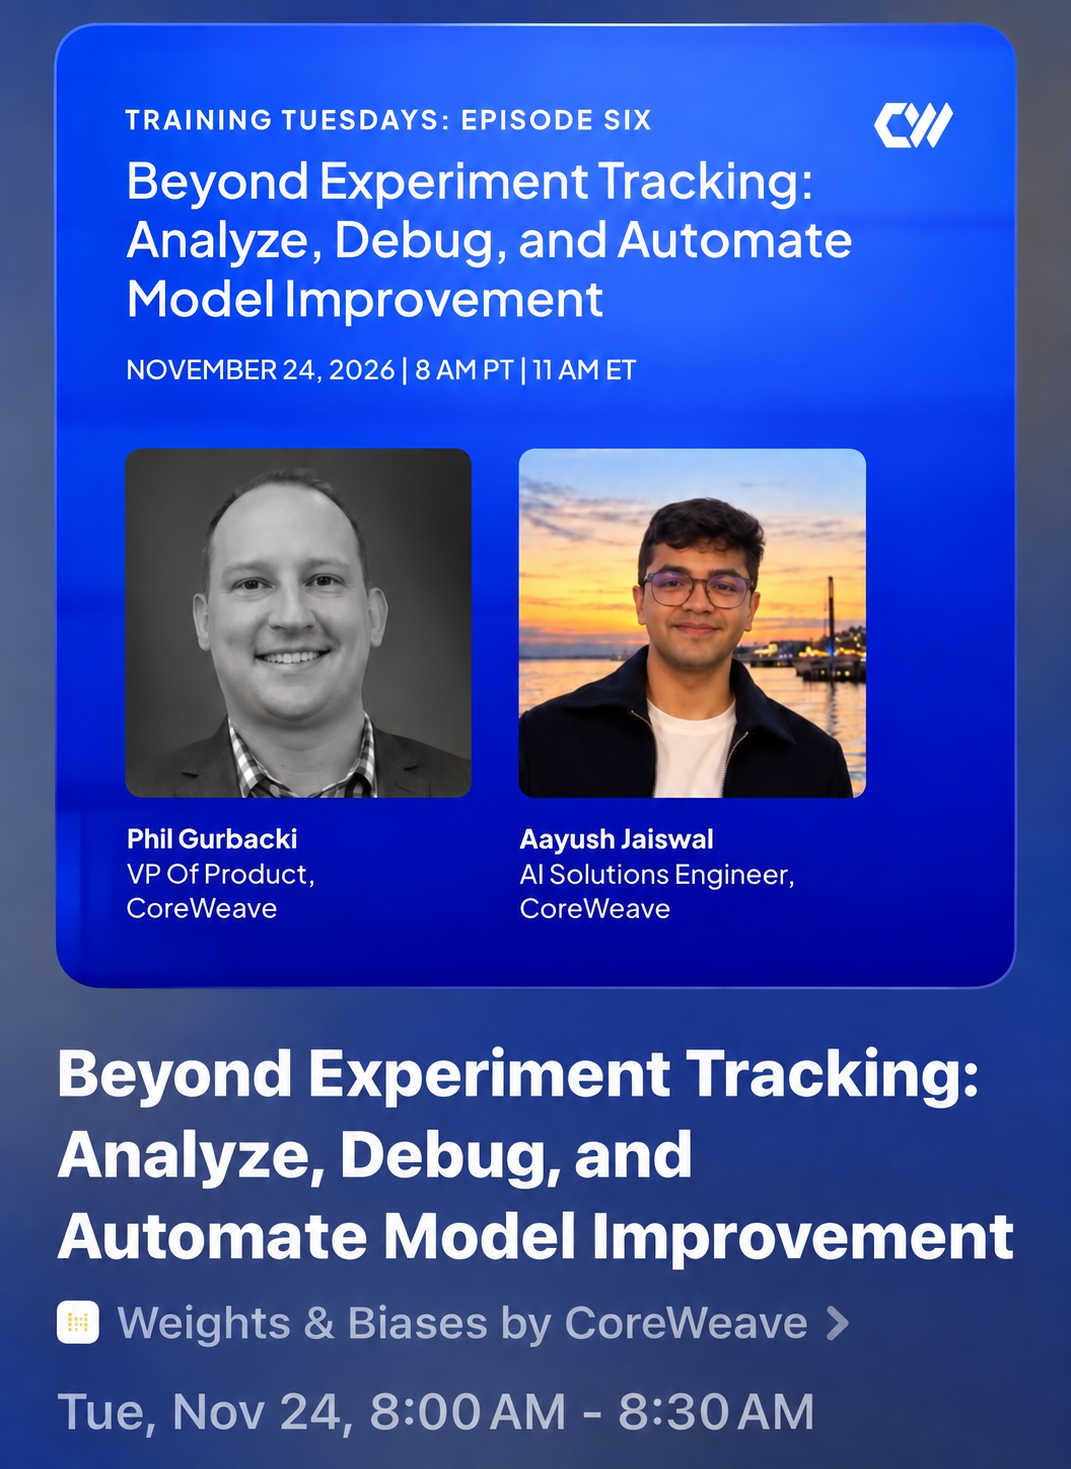 TRAINING TUESDAYS: EPISODE SIX
CW
Beyond Experiment Tracking:
Analyze, Debug, and Automate
Model Improvement
NOVEMBER 24, 2026 | 8 AM PT | 11 AM ET
Phil Gurbacki
VP Of Product,
CoreWeave
Aayush Jaiswal
AI Solutions Engineer,
CoreWeave
Beyond Experiment Tracking:
Analyze, Debug, and
Automate Model Improvement
Weights & Biases by CoreWeave >
Tue, Nov 24, 8:00 AM - 8:30 AM